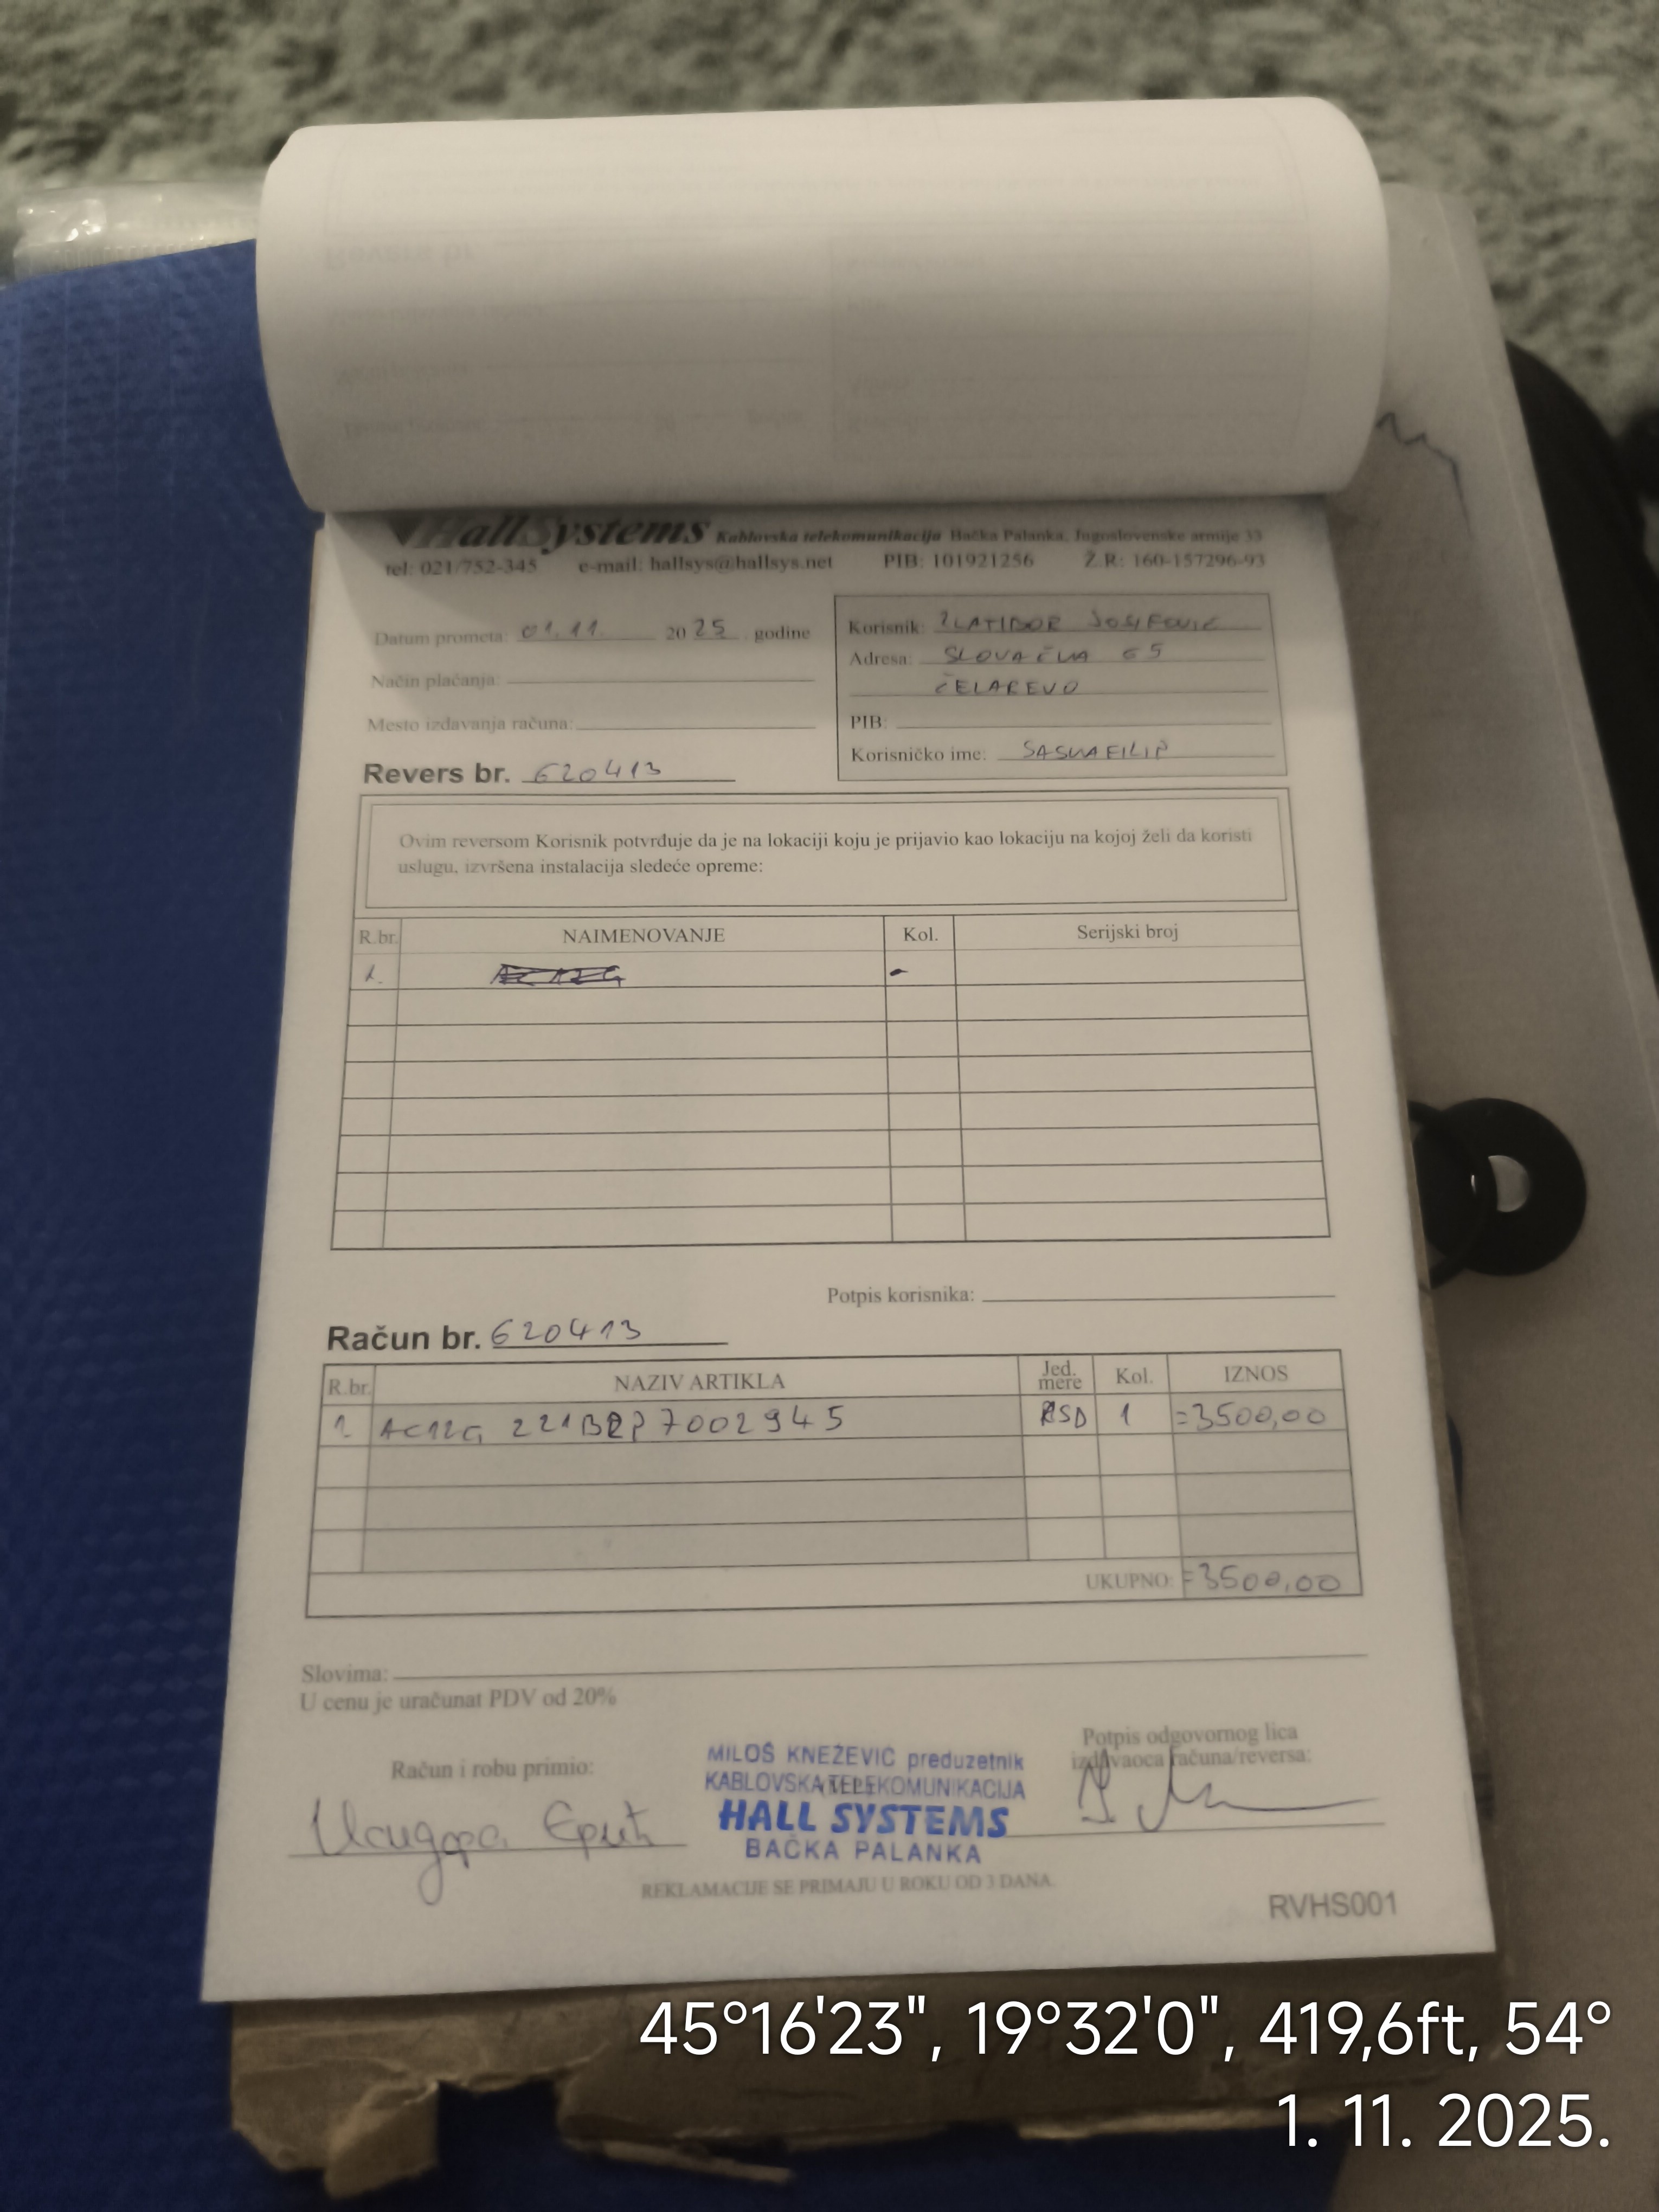 HallSystems Kablovska telekomunikacija Bačka Palanka, Jugoslovenske armije 33
tel: 021/752-345 e-mail: hallsys@hallsys.net PIB: 101921256 Ž.R: 160-157296-93
Datum prometa: 01.11. 2025 godine
Način plačanja:
Mesto izdavanja računa:
Revers br. 620413
Korisnik: ZLATIBOR JOSIFOVIĆ
Adresa: SLOVAČKA 65
ČELAREVO
PIB:
Korisničko ime: SASKAFILIP
Ovim reversom Korisnik potvrđuje da je na lokaciji koju je prijavio kao lokaciju na kojoj želi da koristi
uslugu, izvršena instalacija sledeće opreme:
R.br. NAIMENOVANJE Kol. Serijski broj
1. -
Potpis korisnika:
Račun br. 620413
R.br. NAZIV ARTIKLA Jed. mere Kol. IZNOS
1. AC12G 221BRP7002945 RSD 1 =3500,00
UKUPNO: =3500,00
Slovima:
U cenu je uračunat PDV od 20%
Račun i robu primio:
MILOŠ KNEŽEVIĆ preduzetnik
KABLOVSKA TELEKOMUNIKACIJA
HALL SYSTEMS
BAČKA PALANKA
Potpis odgovornog lica
izdavaoca računa/reversa:
REKLAMACIJE SE PRIMAJU U ROKU OD 3 DANA.
RVHS001
45°16'23", 19°32'0", 419,6ft, 54°
1. 11. 2025.